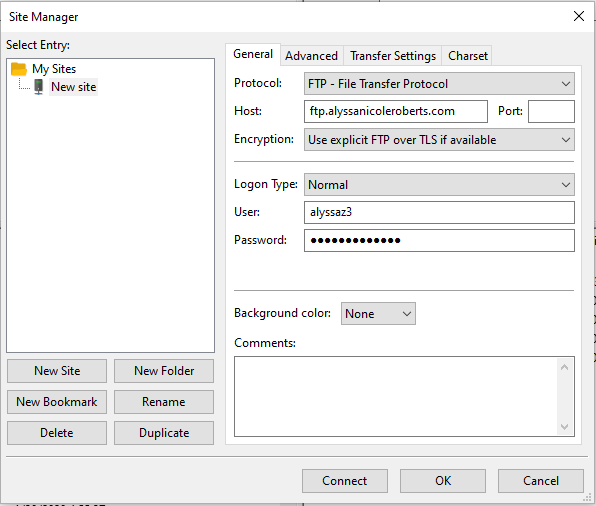 Site Manager
Select Entry:
My Sites
New site
New Site
New Folder
New Bookmark
Rename
Delete
Duplicate
General
Advanced
Transfer Settings
Charset
Protocol:
FTP - File Transfer Protocol
Host:
ftp.alyssanicoleroberts.com
Port:
Encryption:
Use explicit FTP over TLS if available
Logon Type:
Normal
User:
alyssaz3
Password:
●●●●●●●●●●●●●
Background color:
None
Comments:
Connect
OK
Cancel